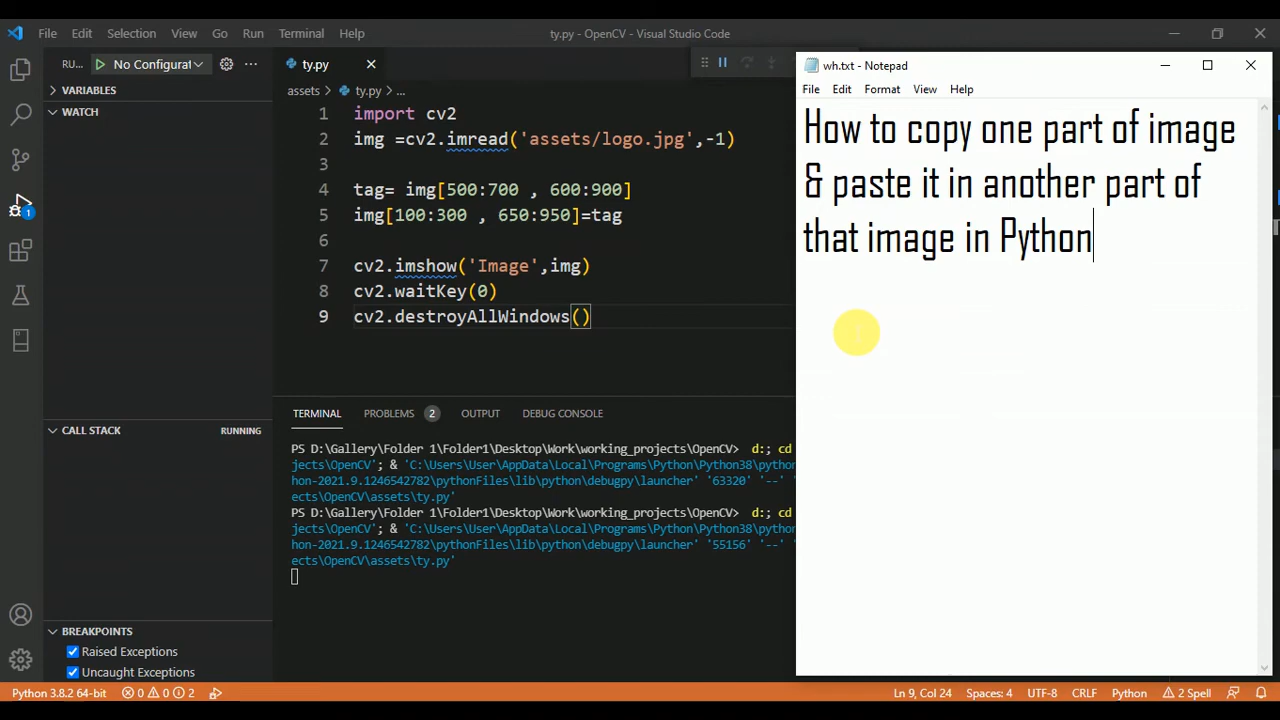 File Edit Selection View Go Run Terminal Help
ty.py - OpenCV - Visual Studio Code
RU... No Configurat
ty.py
VARIABLES
WATCH
assets > ty.py > ...
1 import cv2
2 img =cv2.imread('assets/logo.jpg',-1)
3
4 tag= img[500:700 , 600:900]
5 img[100:300 , 650:950]=tag
6
7 cv2.imshow('Image',img)
8 cv2.waitKey(0)
9 cv2.destroyAllWindows()
1
CALL STACK RUNNING
BREAKPOINTS
Raised Exceptions
Uncaught Exceptions
TERMINAL PROBLEMS 2 OUTPUT DEBUG CONSOLE
PS D:\Gallery\Folder 1\Folder1\Desktop\Work\working_projects\OpenCV> d:; cd
jects\OpenCV'; & 'C:\Users\User\AppData\Local\Programs\Python\Python38\python
hon-2021.9.1246542782\pythonFiles\lib\python\debugpy\launcher' '63320' '--'
ects\OpenCV\assets\ty.py'
PS D:\Gallery\Folder 1\Folder1\Desktop\Work\working_projects\OpenCV> d:; cd
jects\OpenCV'; & 'C:\Users\User\AppData\Local\Programs\Python\Python38\python
hon-2021.9.1246542782\pythonFiles\lib\python\debugpy\launcher' '55156' '--'
ects\OpenCV\assets\ty.py'
wh.txt - Notepad
File Edit Format View Help
How to copy one part of image
& paste it in another part of
that image in Python
Python 3.8.2 64-bit 0 0 2
Ln 9, Col 24 Spaces: 4 UTF-8 CRLF Python 2 Spell